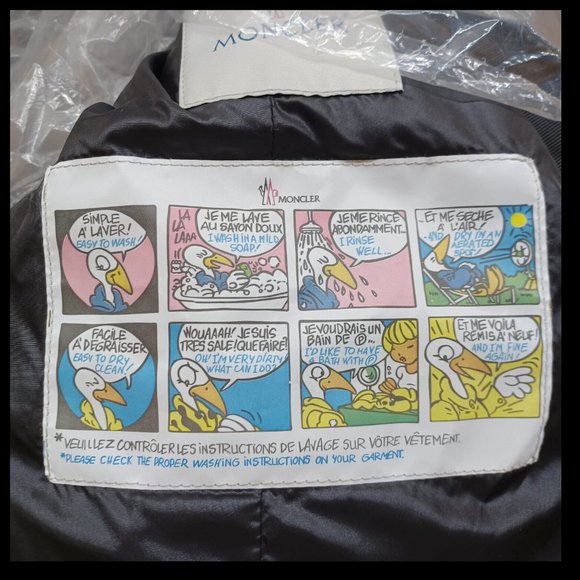 MONCLER
MONCLER
SIMPLE
A' LAVER!
EASY TO WASH!
LA
LA
LAAA
JE ME LAVE
AU SAVON DOUX
I WASH IN A MILD
SOAP!
JE ME RINCE
ABONDAMMENT...
I RINSE
WELL...
..ET ME SECHE
A' L'AIR!
..AND DRY IN AN
AERATED
SPOT!
FACILE
A' DEGRAISSER
EASY TO DRY
CLEAN!
WOUAAAH! JE SUIS
TRES SALE! QUE FAIRE!
OH! I'M VERY DIRTY
WHAT CAN I DO?
JE VOUDRAIS UN
BAIN DE Ⓟ...
I'D LIKE TO HAVE
A BATH WITH Ⓟ
ET ME VOILA
REMIS A' NEUF!
AND I'M FINE
AGAIN!
*VEUILLEZ CONTRÔLER LES INSTRUCTIONS DE LAVAGE SUR VÔTRE VÊTEMENT.
*PLEASE CHECK THE PROPER WASHING INSTRUCTIONS ON YOUR GARMENT.